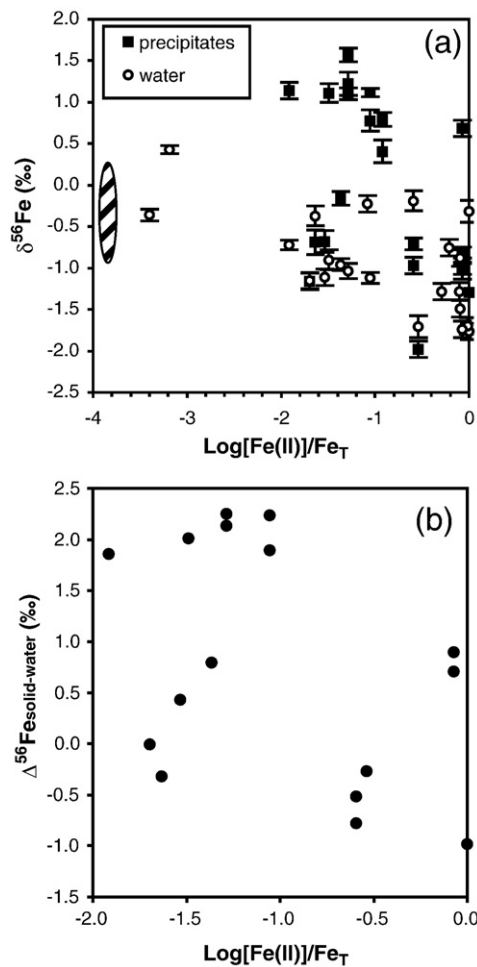 (a)
precipitates
water
2.0
1.5
1.0
0.5
0.0
-0.5
-1.0
-1.5
-2.0
-2.5
δ⁵⁶Fe (‰)
-4 -3 -2 -1 0
Log[Fe(II)]/Fe_T
(b)
2.5
2.0
1.5
1.0
0.5
0.0
-0.5
-1.0
-1.5
Δ⁵⁶Fesolid-water (‰)
-2.0 -1.5 -1.0 -0.5 0.0
Log[Fe(II)]/Fe_T